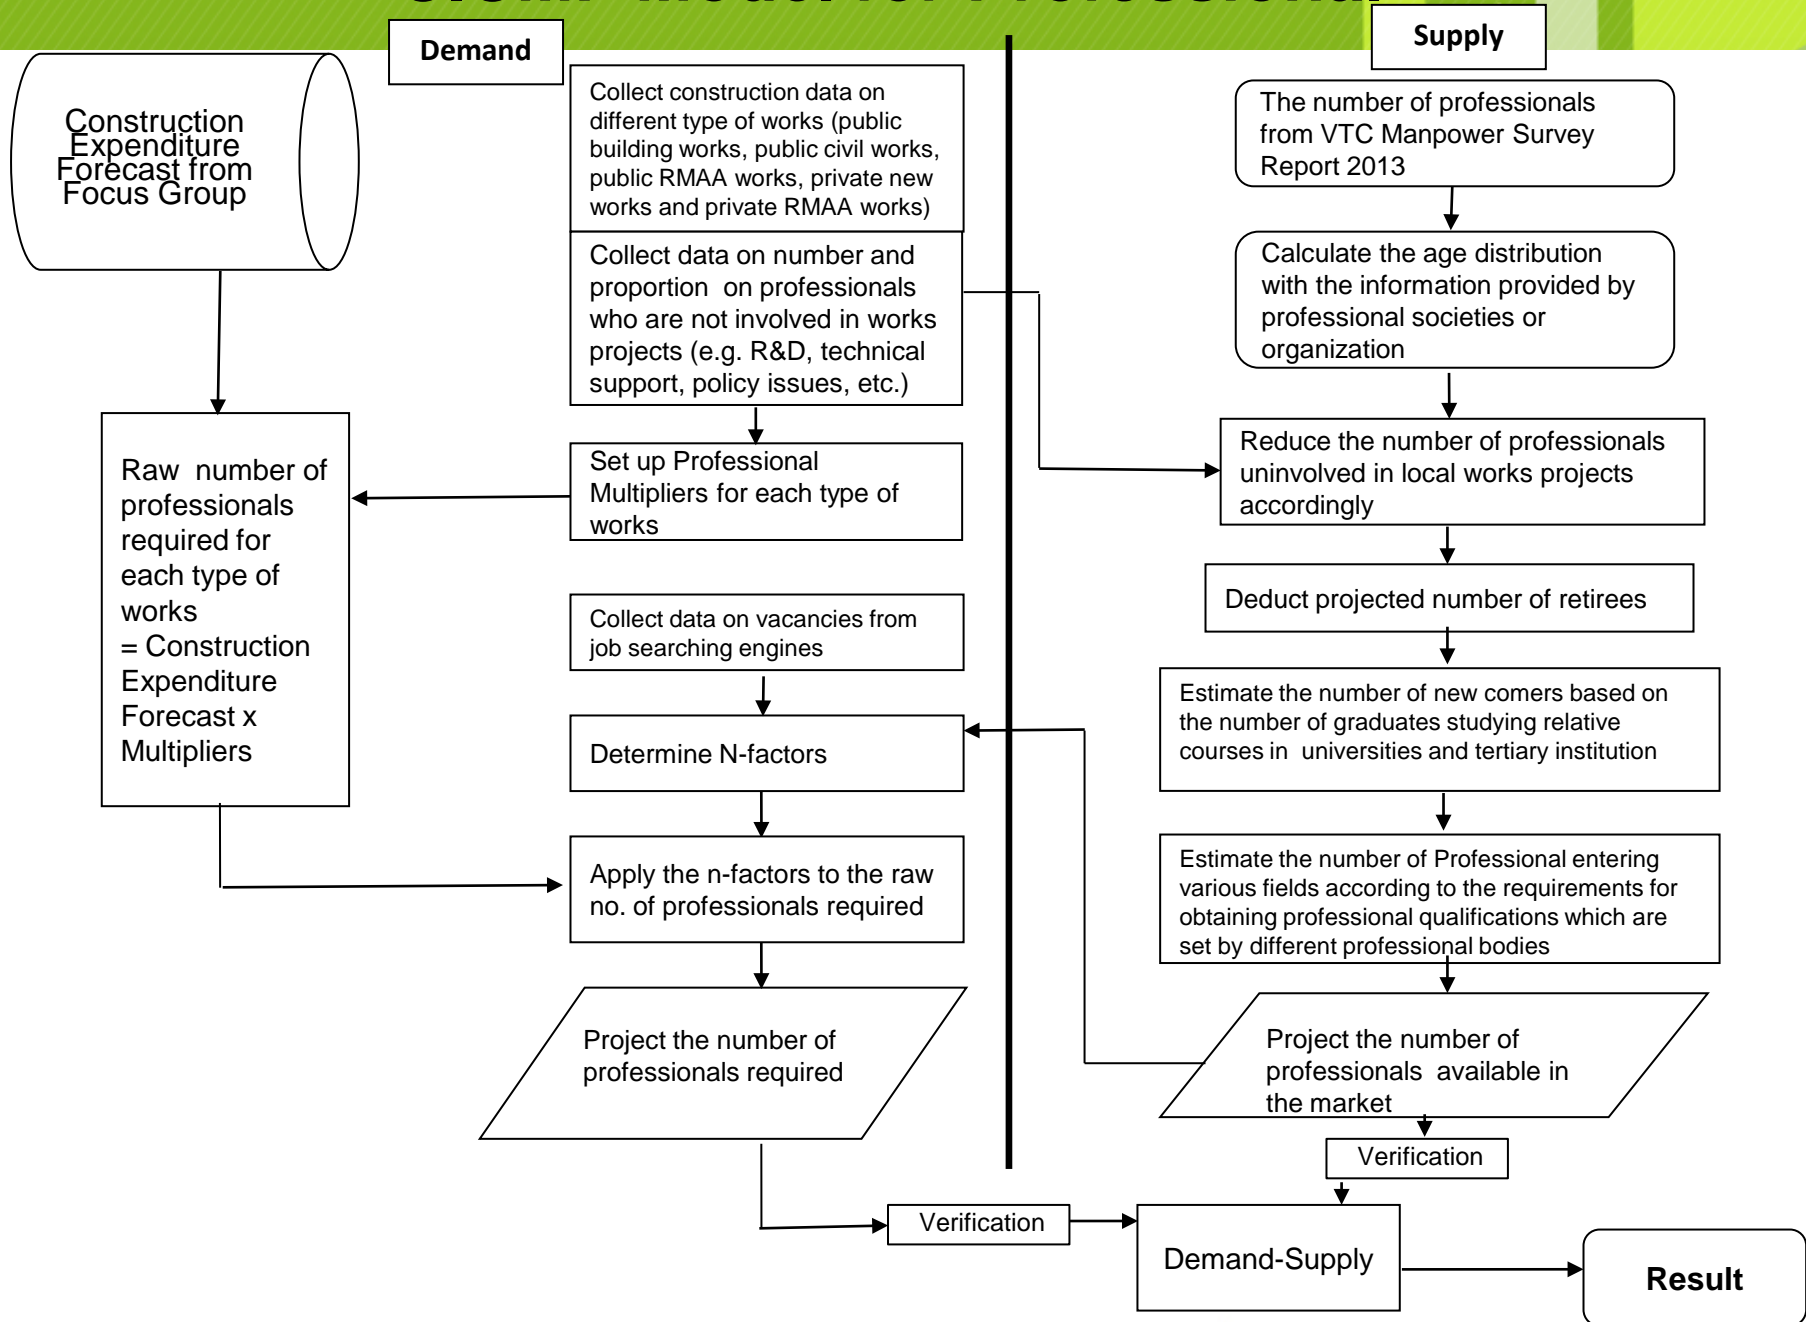 Model for Professional
Demand
Supply
Construction
Expenditure
Forecast from
Focus Group
Collect construction data on
different type of works (public
building works, public civil works,
public RMAA works, private new
works and private RMAA works)
Collect data on number and
proportion on professionals
who are not involved in works
projects (e.g. R&D, technical
support, policy issues, etc.)
Set up Professional
Multipliers for each type of
works
Raw number of
professionals
required for
each type of
works
= Construction
Expenditure
Forecast x
Multipliers
Collect data on vacancies from
job searching engines
Determine N-factors
Apply the n-factors to the raw
no. of professionals required
Project the number of
professionals required
Verification
The number of professionals
from VTC Manpower Survey
Report 2013
Calculate the age distribution
with the information provided by
professional societies or
organization
Reduce the number of professionals
uninvolved in local works projects
accordingly
Deduct projected number of retirees
Estimate the number of new comers based on
the number of graduates studying relative
courses in universities and tertiary institution
Estimate the number of Professional entering
various fields according to the requirements for
obtaining professional qualifications which are
set by different professional bodies
Project the number of
professionals available in
the market
Verification
Demand-Supply
Result